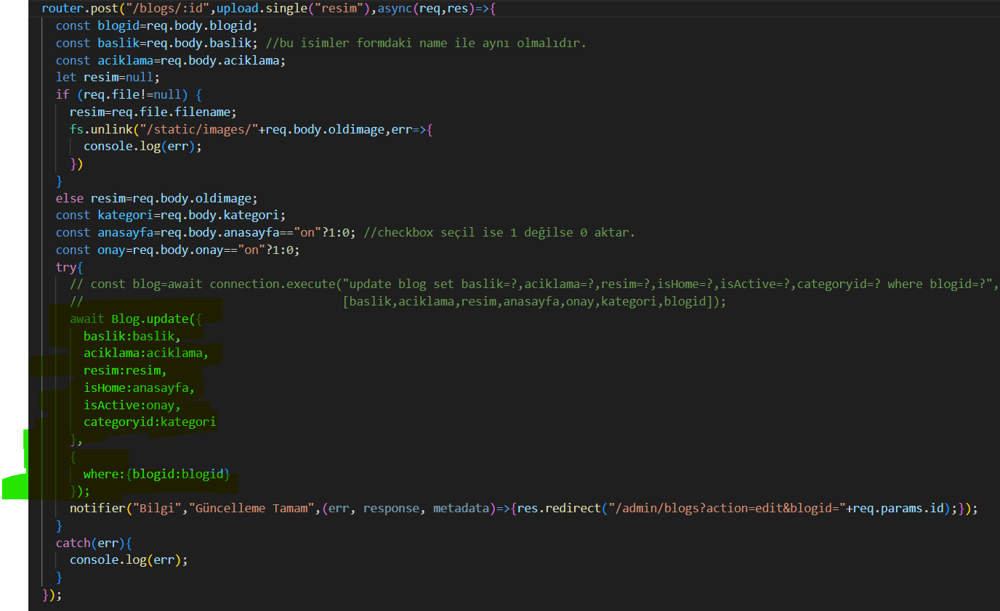 router.post("/blogs/:id",upload.single("resim"),async(req,res)=>{
const blogid=req.body.blogid;
const baslik=req.body.baslik; //bu isimler formdaki name ile aynı olmalıdır.
const aciklama=req.body.aciklama;
let resim=null;
if (req.file!=null) {
resim=req.file.filename;
fs.unlink("/static/images/"+req.body.oldimage,err=>{
console.log(err);
})
}
else resim=req.body.oldimage;
const kategori=req.body.kategori;
const anasayfa=req.body.anasayfa=="on"?1:0; //checkbox seçil ise 1 değilse 0 aktar.
const onay=req.body.onay=="on"?1:0;
try{
// const blog=await connection.execute("update blog set baslik=?,aciklama=?,resim=?,isHome=?,isActive=?,categoryid=? where blogid=?",
// [baslik,aciklama,resim,anasayfa,onay,kategori,blogid]);
await Blog.update({
baslik:baslik,
aciklama:aciklama,
resim:resim,
isHome:anasayfa,
isActive:onay,
categoryid:kategori
},
{
where:{blogid:blogid}
});
notifier("Bilgi","Güncelleme Tamam",(err, response, metadata)=>{res.redirect("/admin/blogs?action=edit&blogid="+req.params.id);});
}
catch(err){
console.log(err);
}
});